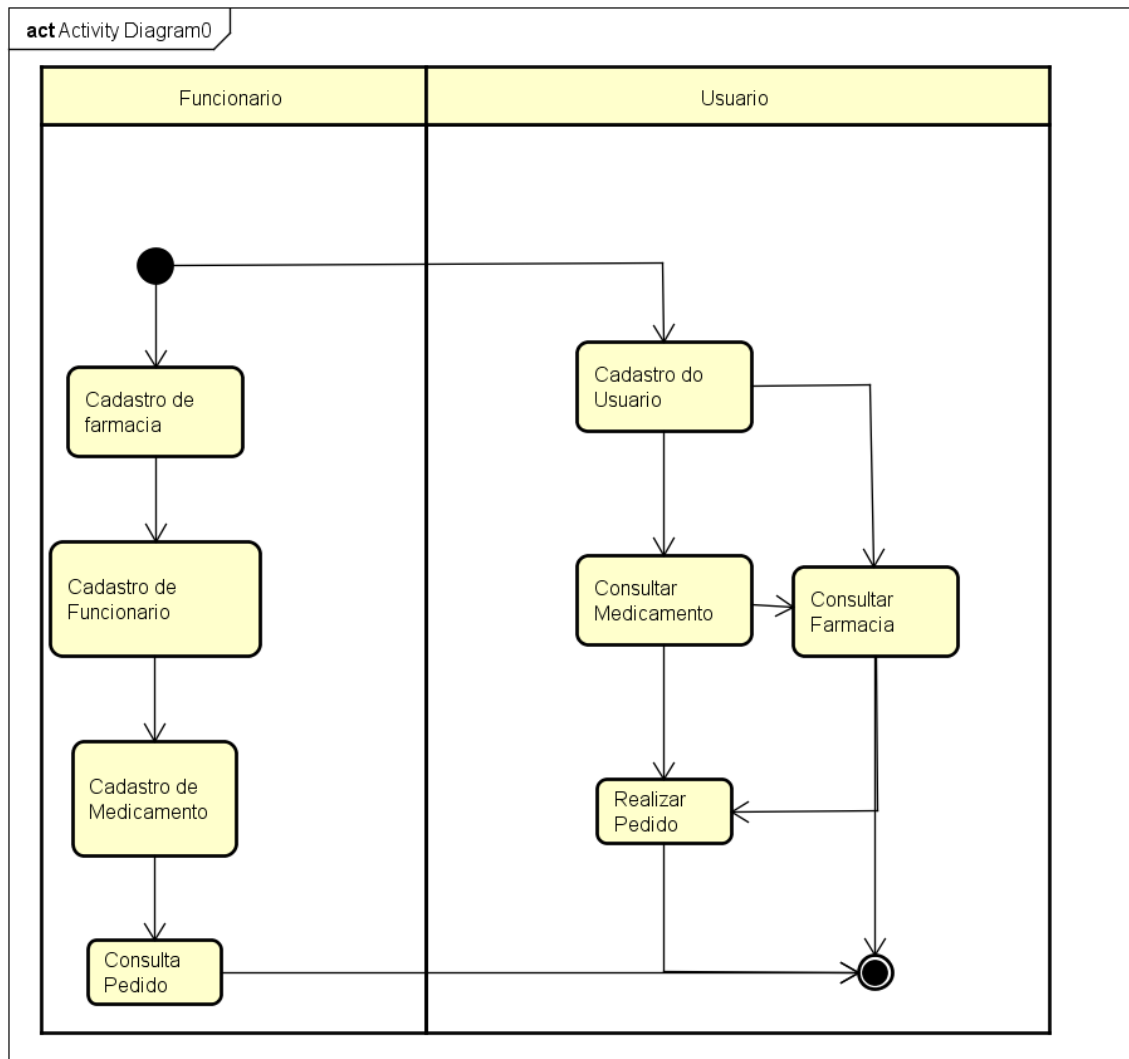 act Activity Diagram0
Funcionario
Usuario
Cadastro de
farmacia
Cadastro de
Funcionario
Cadastro de
Medicamento
Consulta
Pedido
Cadastro do
Usuario
Consultar
Medicamento
Consultar
Farmacia
Realizar
Pedido